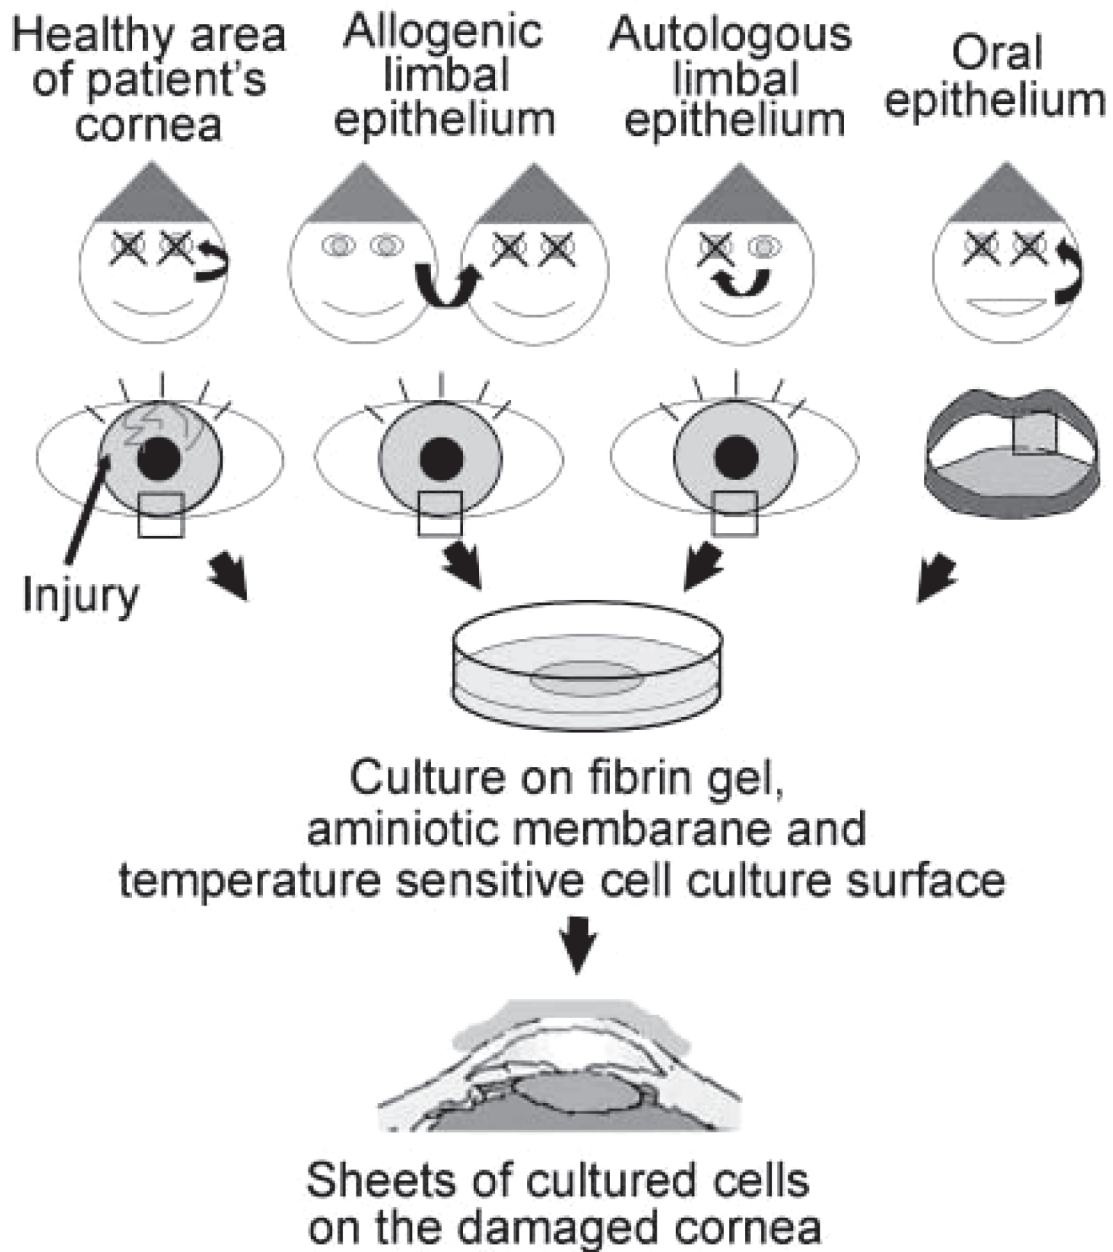 Healthy area
of patient's
cornea
Allogenic
limbal
epithelium
Autologous
limbal
epithelium
Oral
epithelium
Injury
Culture on fibrin gel,
aminiotic membarane and
temperature sensitive cell culture surface
Sheets of cultured cells
on the damaged cornea